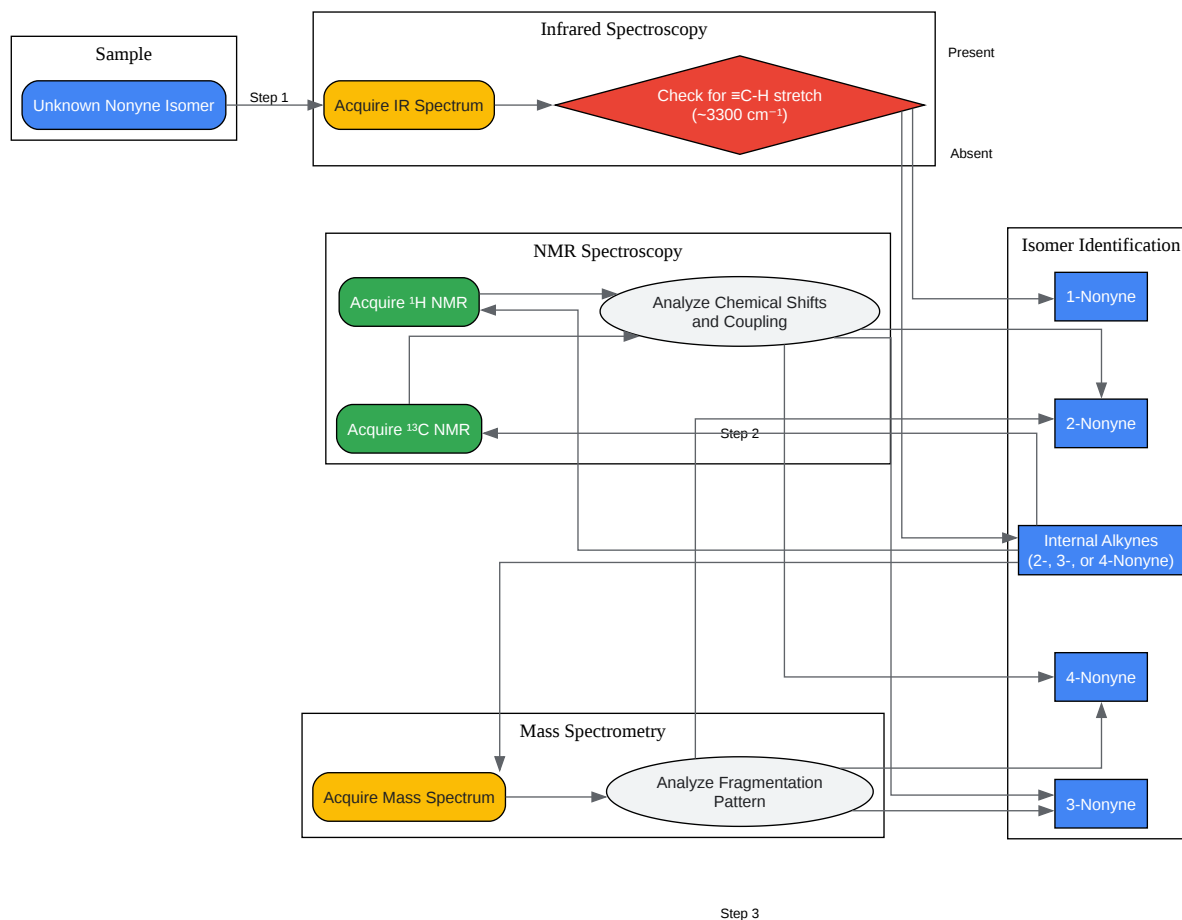 Sample
Unknown Nonyne Isomer
Step 1
Infrared Spectroscopy
Acquire IR Spectrum
Check for ≡C-H stretch
(~3300 cm⁻¹)
Present
Absent
NMR Spectroscopy
Acquire ¹H NMR
Analyze Chemical Shifts
and Coupling
Acquire ¹³C NMR
Step 2
Isomer Identification
1-Nonyne
2-Nonyne
Internal Alkynes
(2-, 3-, or 4-Nonyne)
4-Nonyne
3-Nonyne
Mass Spectrometry
Acquire Mass Spectrum
Analyze Fragmentation
Pattern
Step 3